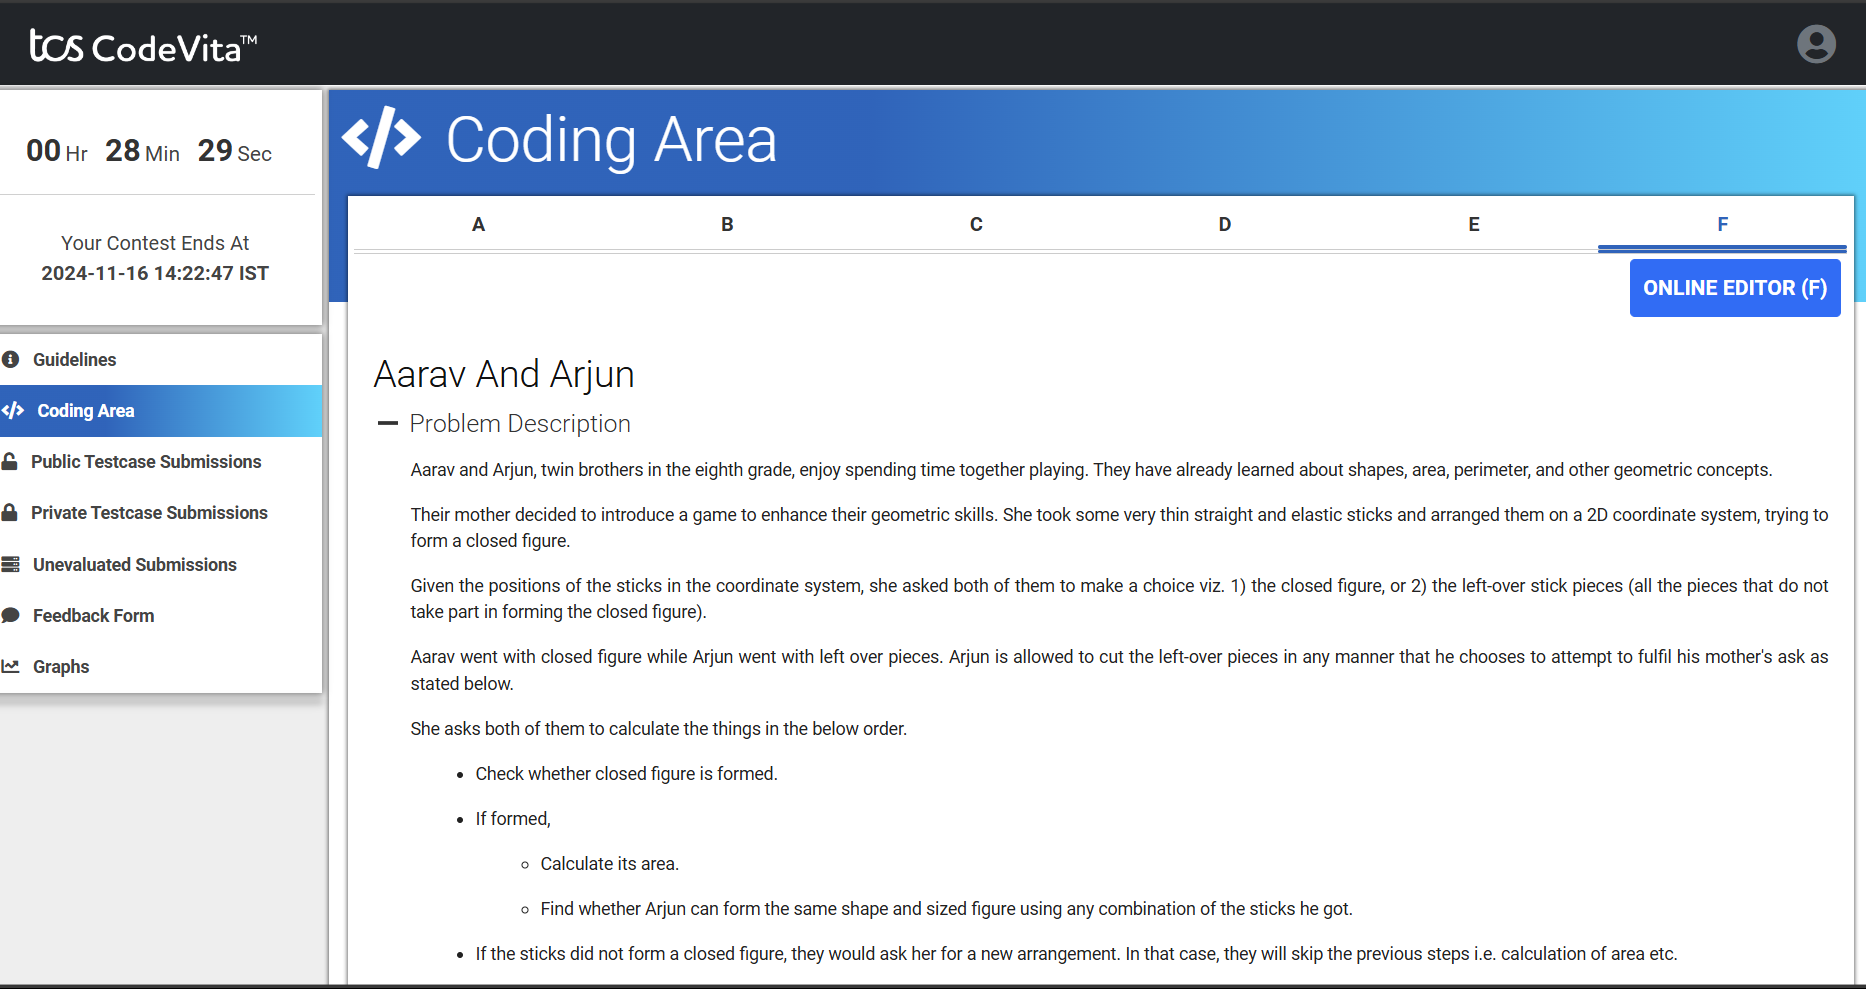 tcs CodeVita™
00 Hr 28 Min 29 Sec
Your Contest Ends At
2024-11-16 14:22:47 IST
Guidelines
Coding Area
Public Testcase Submissions
Private Testcase Submissions
Unevaluated Submissions
Feedback Form
Graphs
</> Coding Area
A B C D E F
ONLINE EDITOR (F)
Aarav And Arjun
Problem Description
Aarav and Arjun, twin brothers in the eighth grade, enjoy spending time together playing. They have already learned about shapes, area, perimeter, and other geometric concepts.
Their mother decided to introduce a game to enhance their geometric skills. She took some very thin straight and elastic sticks and arranged them on a 2D coordinate system, trying to
form a closed figure.
Given the positions of the sticks in the coordinate system, she asked both of them to make a choice viz. 1) the closed figure, or 2) the left-over stick pieces (all the pieces that do not
take part in forming the closed figure).
Aarav went with closed figure while Arjun went with left over pieces. Arjun is allowed to cut the left-over pieces in any manner that he chooses to attempt to fulfil his mother's ask as
stated below.
She asks both of them to calculate the things in the below order.
• Check whether closed figure is formed.
• If formed,
◦ Calculate its area.
◦ Find whether Arjun can form the same shape and sized figure using any combination of the sticks he got.
• If the sticks did not form a closed figure, they would ask her for a new arrangement. In that case, they will skip the previous steps i.e. calculation of area etc.